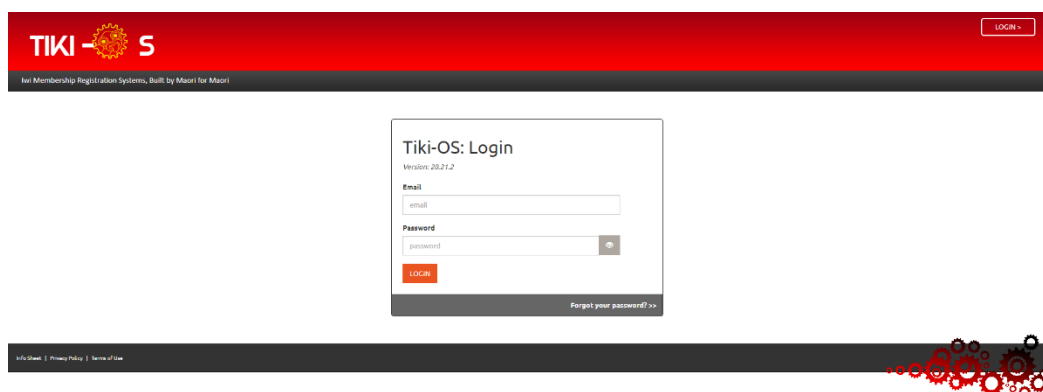 TIKI - S
LOGIN >
Iwi Membership Registration Systems, Built by Maori for Maori
Tiki-OS: Login
Version: 20.21.2
Email
email
Password
password
LOGIN
Forgot your password? >>
Info Sheet | Privacy Policy | Terms of Use